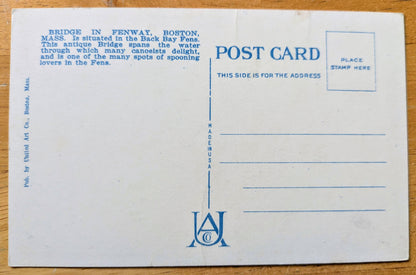 BRIDGE IN FENWAY, BOSTON,
MASS. Is situated in the Back Bay Fens.
This antique Bridge spans the water
through which many canoeists delight,
and is one of the many spots of spooning
lovers in the Fens.
POST CARD
THIS SIDE IS FOR THE ADDRESS
PLACE
STAMP HERE
Pub. by United Art Co., Boston, Mass.
MADE IN U.S.A.
UA
Co